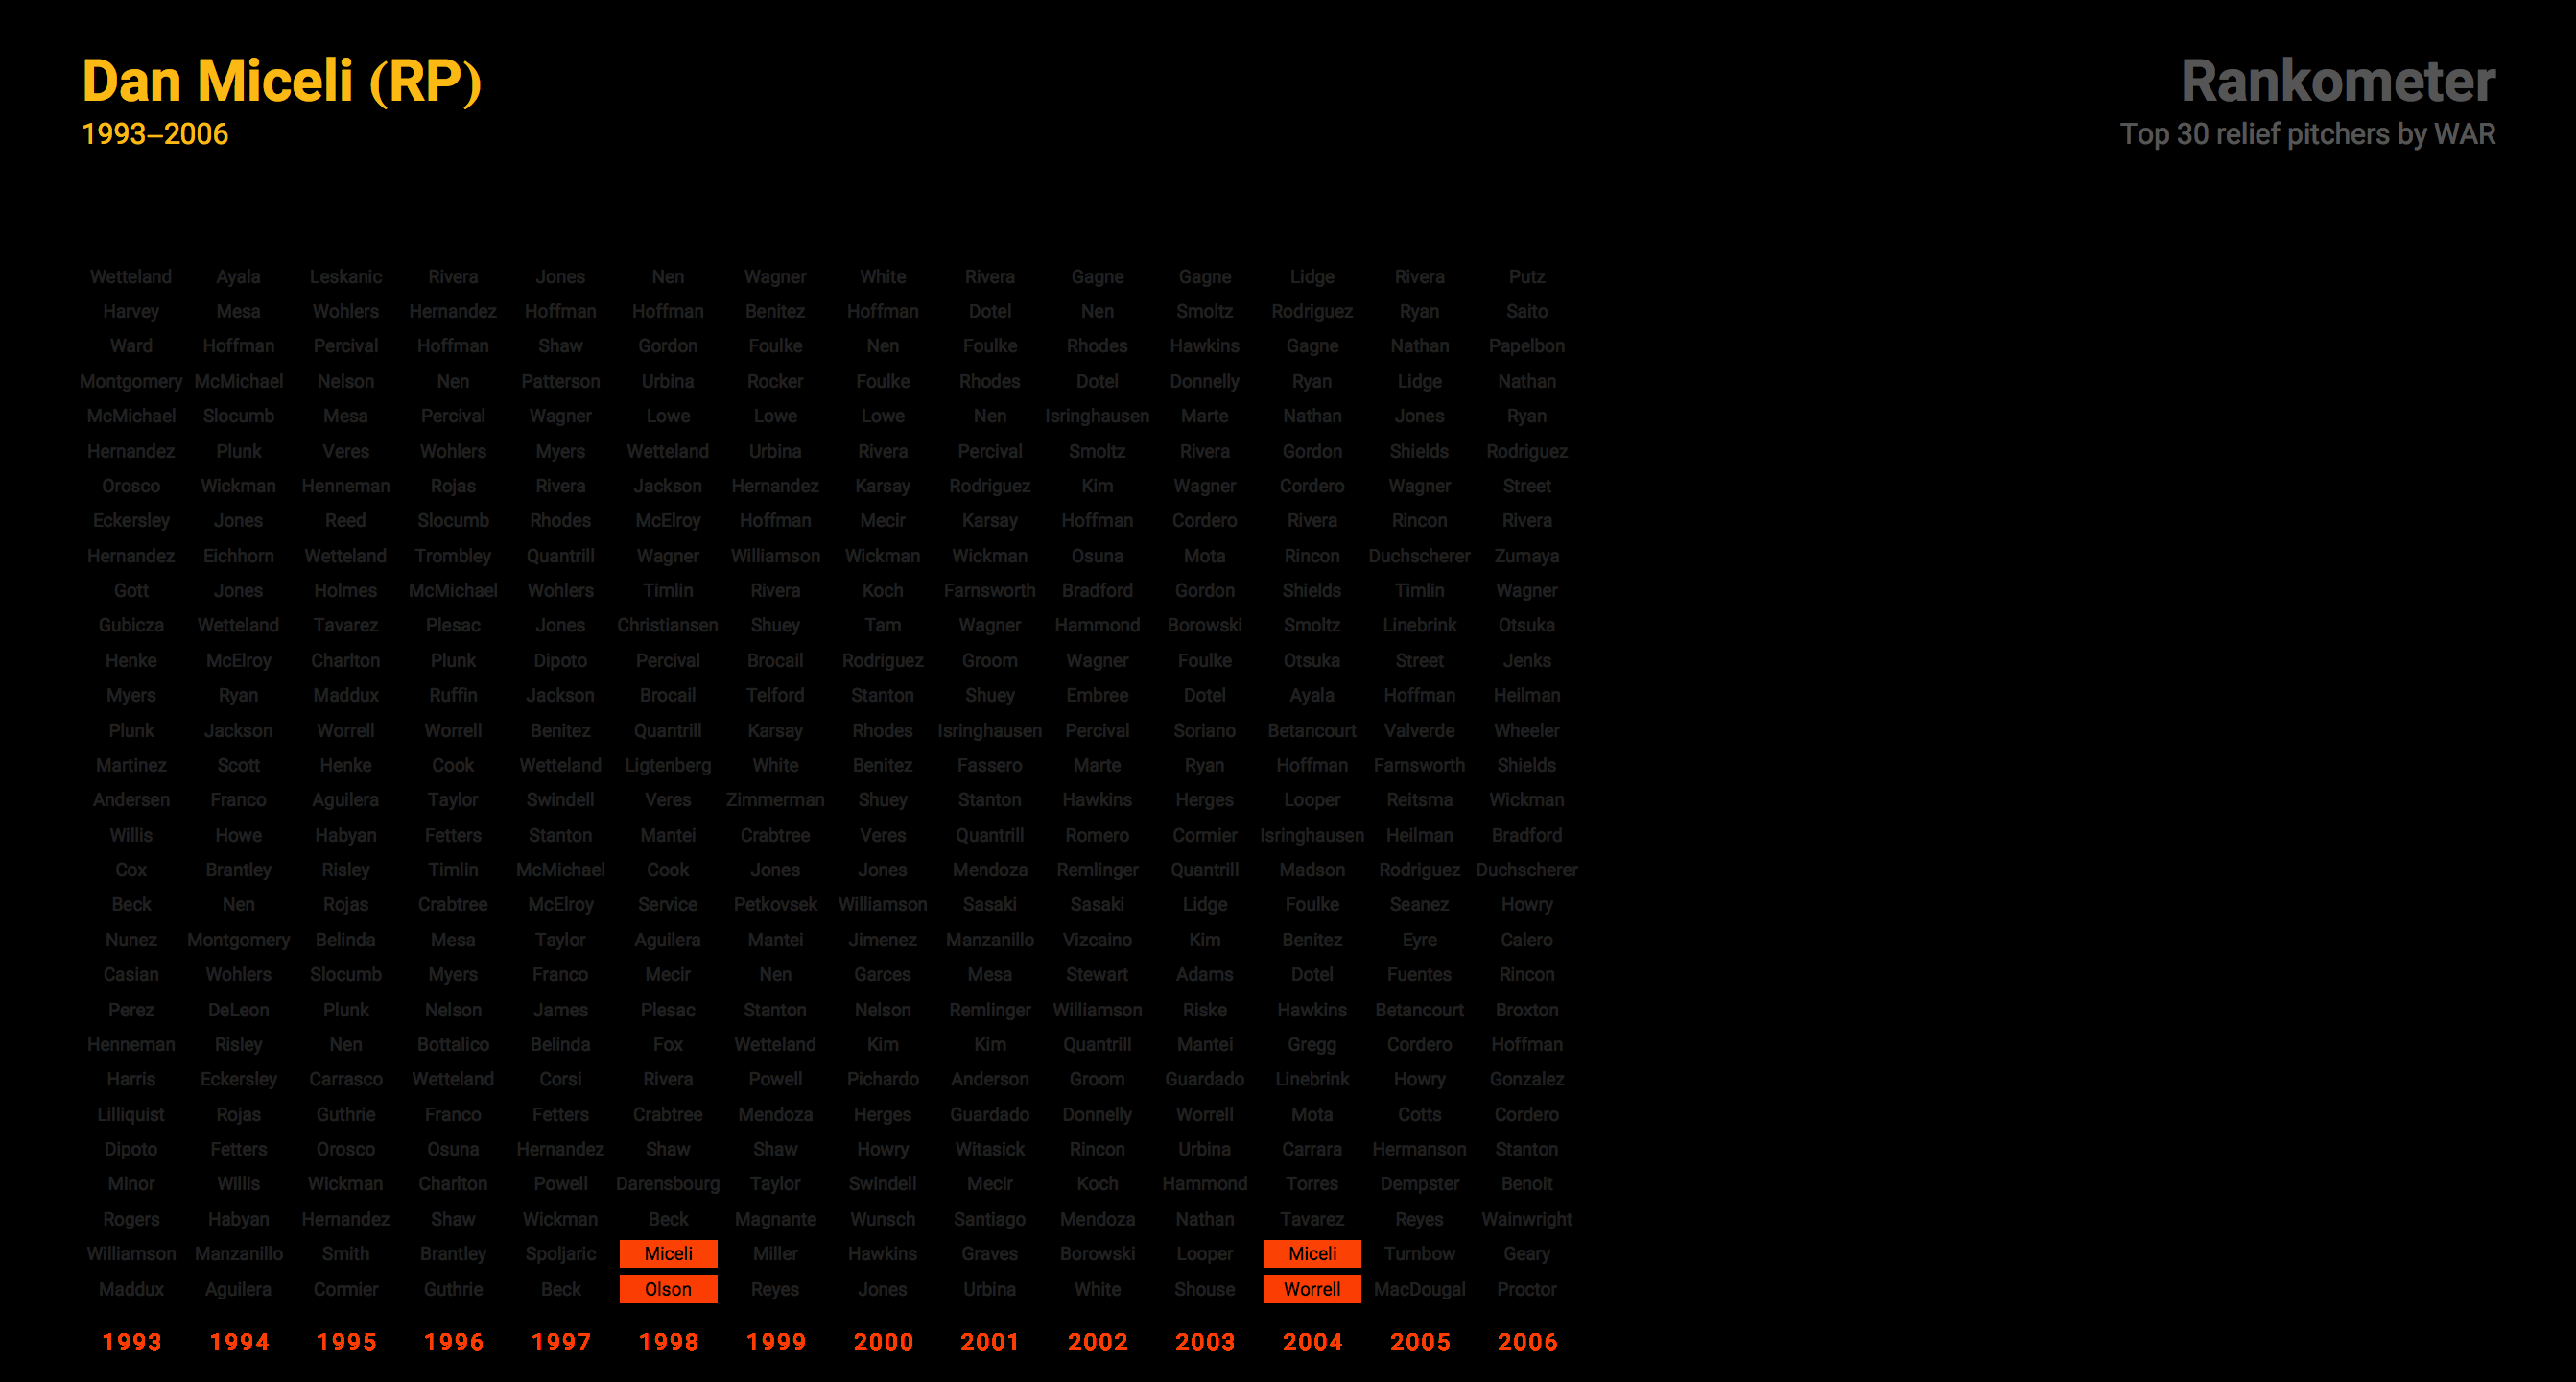 Dan Miceli (RP)
1993–2006
Rankometer
Top 30 relief pitchers by WAR
Wetteland Ayala Leskanic Rivera Jones Nen Wagner White Rivera Gagne Gagne Lidge Rivera Putz
Harvey Mesa Wohlers Hernandez Hoffman Hoffman Benitez Hoffman Dotel Nen Smoltz Rodriguez Ryan Saito
Ward Hoffman Percival Hoffman Shaw Gordon Foulke Nen Foulke Rhodes Hawkins Gagne Nathan Papelbon
Montgomery McMichael Nelson Nen Patterson Urbina Rocker Foulke Rhodes Dotel Donnelly Ryan Lidge Nathan
McMichael Slocumb Mesa Percival Wagner Lowe Lowe Lowe Nen Isringhausen Marte Nathan Jones Ryan
Hernandez Plunk Veres Wohlers Myers Wetteland Urbina Rivera Percival Smoltz Rivera Gordon Shields Rodriguez
Orosco Wickman Henneman Rojas Rivera Jackson Hernandez Karsay Rodriguez Kim Wagner Cordero Wagner Street
Eckersley Jones Reed Slocumb Rhodes McElroy Hoffman Mecir Karsay Hoffman Cordero Rivera Rincon Rivera
Hernandez Eichhorn Wetteland Trombley Quantrill Wagner Williamson Wickman Wickman Osuna Mota Rincon Duchscherer Zumaya
Gott Jones Holmes McMichael Wohlers Timlin Rivera Koch Farnsworth Bradford Gordon Shields Timlin Wagner
Gubicza Wetteland Tavarez Plesac Jones Christiansen Shuey Tam Wagner Hammond Borowski Smoltz Linebrink Otsuka
Henke McElroy Charlton Plunk Dipoto Percival Brocail Rodriguez Groom Wagner Foulke Otsuka Street Jenks
Myers Ryan Maddux Ruffin Jackson Brocail Telford Stanton Shuey Embree Dotel Ayala Hoffman Heilman
Plunk Jackson Worrell Worrell Benitez Quantrill Karsay Rhodes Isringhausen Percival Soriano Betancourt Valverde Wheeler
Martinez Scott Henke Cook Wetteland Ligtenberg White Benitez Fassero Marte Ryan Hoffman Farnsworth Shields
Andersen Franco Aguilera Taylor Swindell Veres Zimmerman Shuey Stanton Hawkins Herges Looper Reitsma Wickman
Willis Howe Habyan Fetters Stanton Mantei Crabtree Veres Quantrill Romero Cormier Isringhausen Heilman Bradford
Cox Brantley Risley Timlin McMichael Cook Jones Jones Mendoza Remlinger Quantrill Madson Rodriguez Duchscherer
Beck Nen Rojas Crabtree McElroy Service Petkovsek Williamson Sasaki Sasaki Lidge Foulke Seanez Howry
Nunez Montgomery Belinda Mesa Taylor Aguilera Mantei Jimenez Manzanillo Vizcaino Kim Benitez Eyre Calero
Casian Wohlers Slocumb Myers Franco Mecir Nen Garces Mesa Stewart Adams Dotel Fuentes Rincon
Perez DeLeon Plunk Nelson James Plesac Stanton Nelson Remlinger Williamson Riske Hawkins Betancourt Broxton
Henneman Risley Nen Bottalico Belinda Fox Wetteland Kim Kim Quantrill Mantei Gregg Cordero Hoffman
Harris Eckersley Carrasco Wetteland Corsi Rivera Powell Pichardo Anderson Groom Guardado Linebrink Howry Gonzalez
Lilliquist Rojas Guthrie Franco Fetters Crabtree Mendoza Herges Guardado Donnelly Worrell Mota Cotts Cordero
Dipoto Fetters Orosco Osuna Hernandez Shaw Shaw Howry Witasick Rincon Urbina Carrara Hermanson Stanton
Minor Willis Wickman Charlton Powell Darensbourg Taylor Swindell Mecir Koch Hammond Torres Dempster Benoit
Rogers Habyan Hernandez Shaw Wickman Beck Magnante Wunsch Santiago Mendoza Nathan Tavarez Reyes Wainwright
Williamson Manzanillo Smith Brantley Spoljaric Miceli Miller Hawkins Graves Borowski Looper Miceli Turnbow Geary
Maddux Aguilera Cormier Guthrie Beck Olson Reyes Jones Urbina White Shouse Worrell MacDougal Proctor
1993 1994 1995 1996 1997 1998 1999 2000 2001 2002 2003 2004 2005 2006